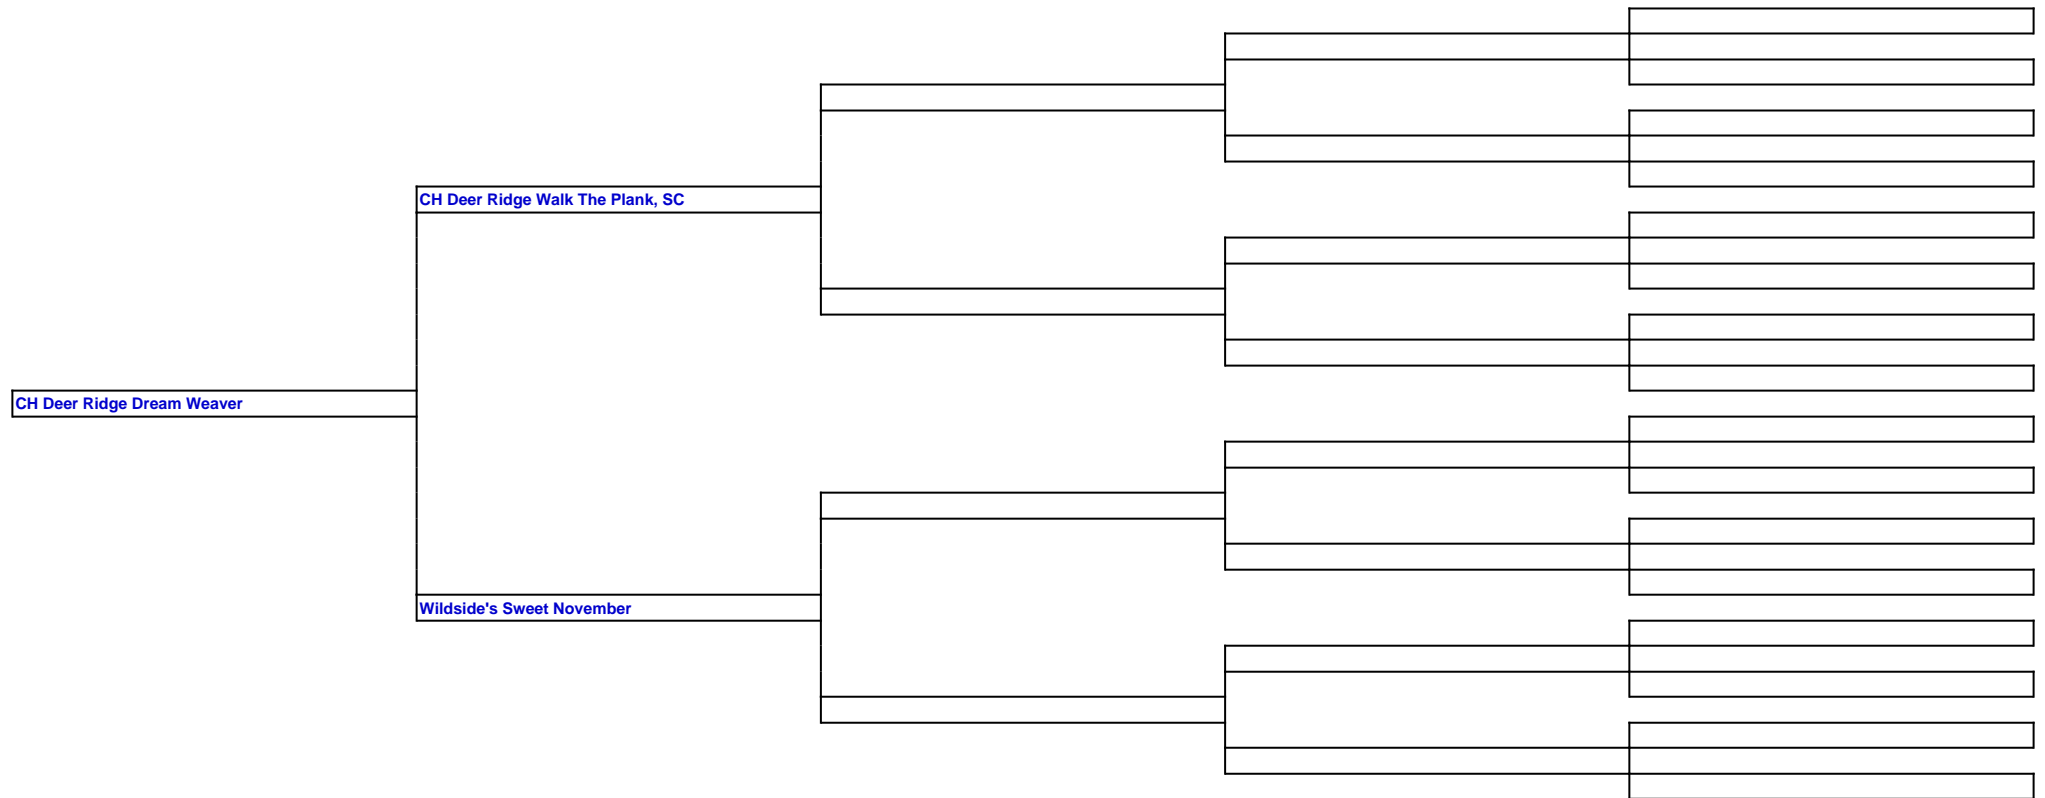 CH Deer Ridge Walk The Plank, SC
CH Deer Ridge Dream Weaver
Wildside's Sweet November